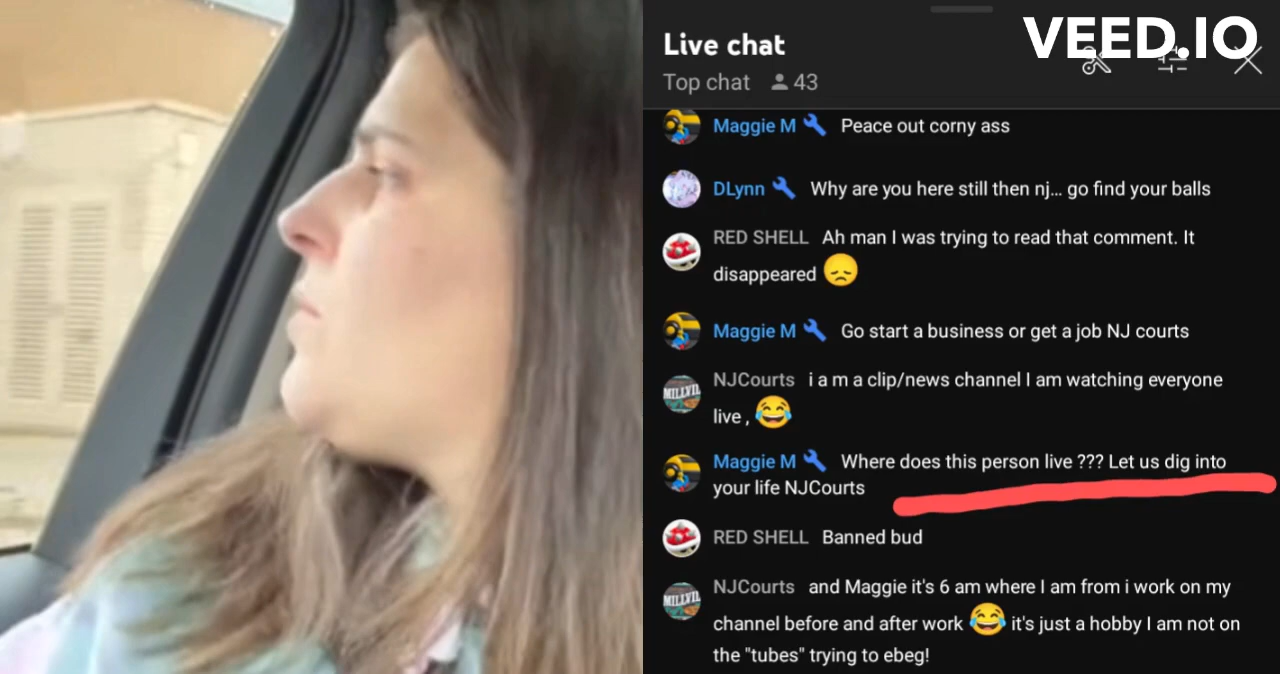 VEED.IO
Live chat
Top chat 43
Maggie M Peace out corny ass
DLynn Why are you here still then nj... go find your balls
RED SHELL Ah man I was trying to read that comment. It
disappeared 😞
Maggie M Go start a business or get a job NJ courts
NJCourts i a m a clip/news channel I am watching everyone
live , 😂
MILLVIL
Maggie M Where does this person live ??? Let us dig into
your life NJCourts
RED SHELL Banned bud
NJCourts and Maggie it's 6 am where I am from i work on my
MILLVIL
channel before and after work 😂 it's just a hobby I am not on
the "tubes" trying to ebeg!